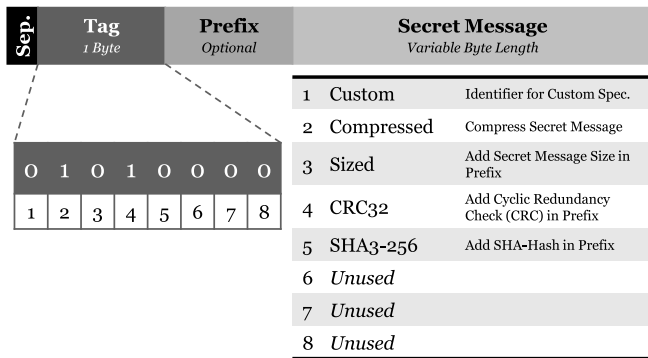 Sep.
Tag
1 Byte
Prefix
Optional
Secret Message
Variable Byte Length
0 1 0 1 0 0 0 0
1 2 3 4 5 6 7 8
1 Custom Identifier for Custom Spec.
2 Compressed Compress Secret Message
3 Sized Add Secret Message Size in
Prefix
4 CRC32 Add Cyclic Redundancy
Check (CRC) in Prefix
5 SHA3-256 Add SHA-Hash in Prefix
6 Unused
7 Unused
8 Unused